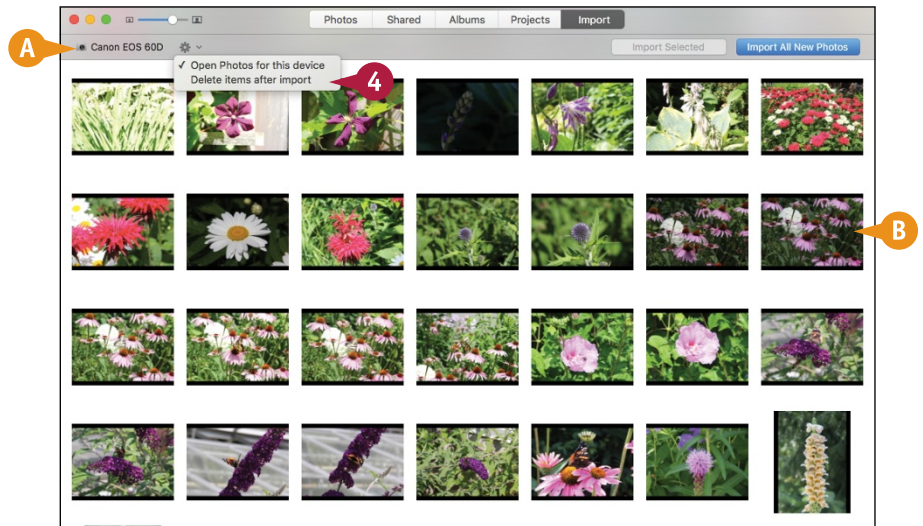 Photos Shared Albums Projects Import
A
Canon EOS 60D
Import Selected Import All New Photos
✓ Open Photos for this device
Delete items after import
4
B